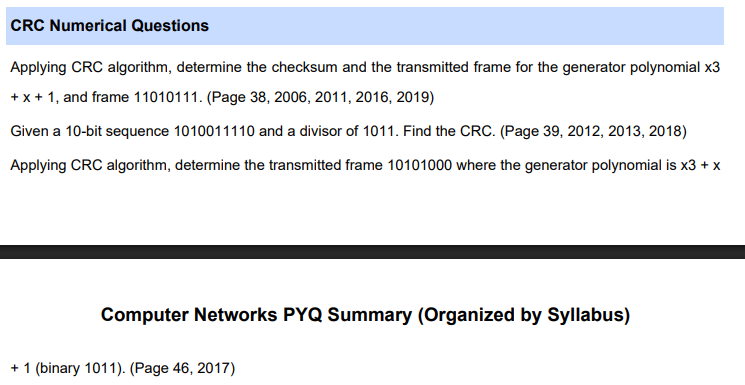 CRC Numerical Questions
Applying CRC algorithm, determine the checksum and the transmitted frame for the generator polynomial x3
+ x + 1, and frame 11010111. (Page 38, 2006, 2011, 2016, 2019)
Given a 10-bit sequence 1010011110 and a divisor of 1011. Find the CRC. (Page 39, 2012, 2013, 2018)
Applying CRC algorithm, determine the transmitted frame 10101000 where the generator polynomial is x3 + x
Computer Networks PYQ Summary (Organized by Syllabus)
+ 1 (binary 1011). (Page 46, 2017)